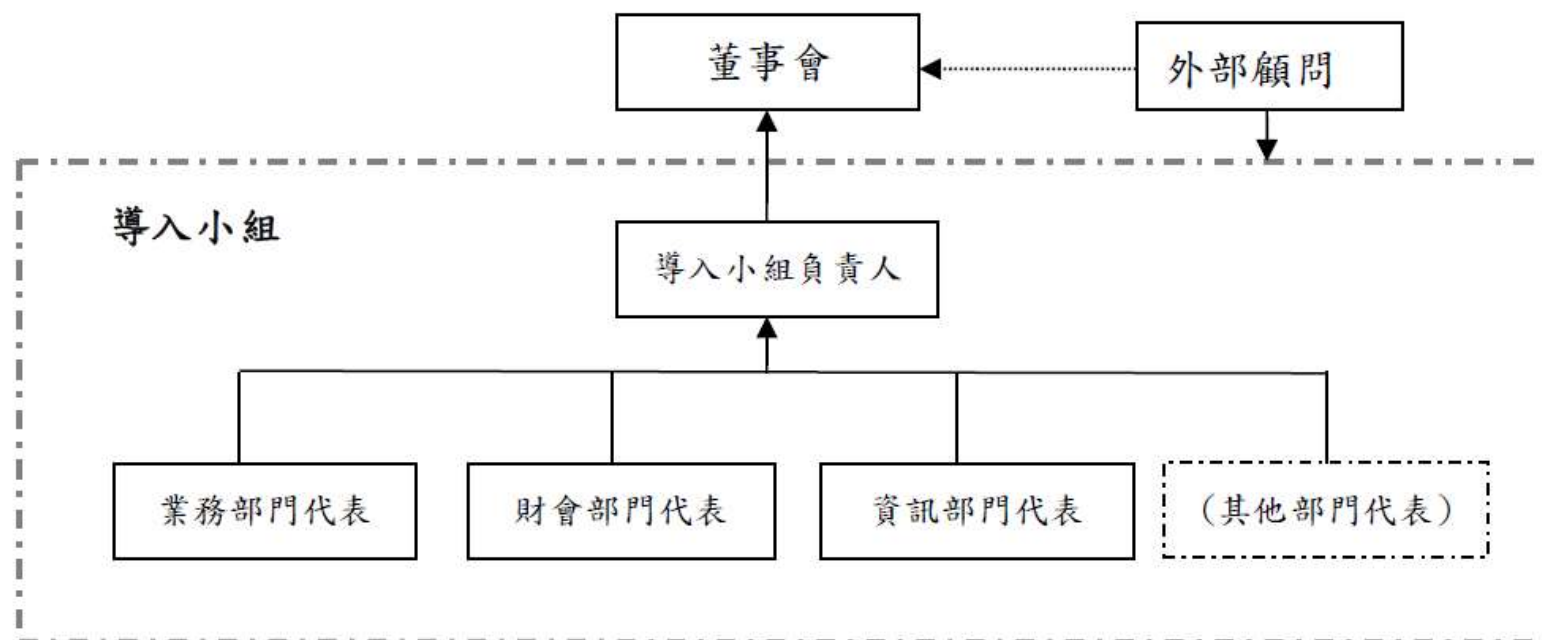 董事會
外部顧問
導入小組
導入小組負責人
業務部門代表
財會部門代表
資訊部門代表
（其他部門代表）